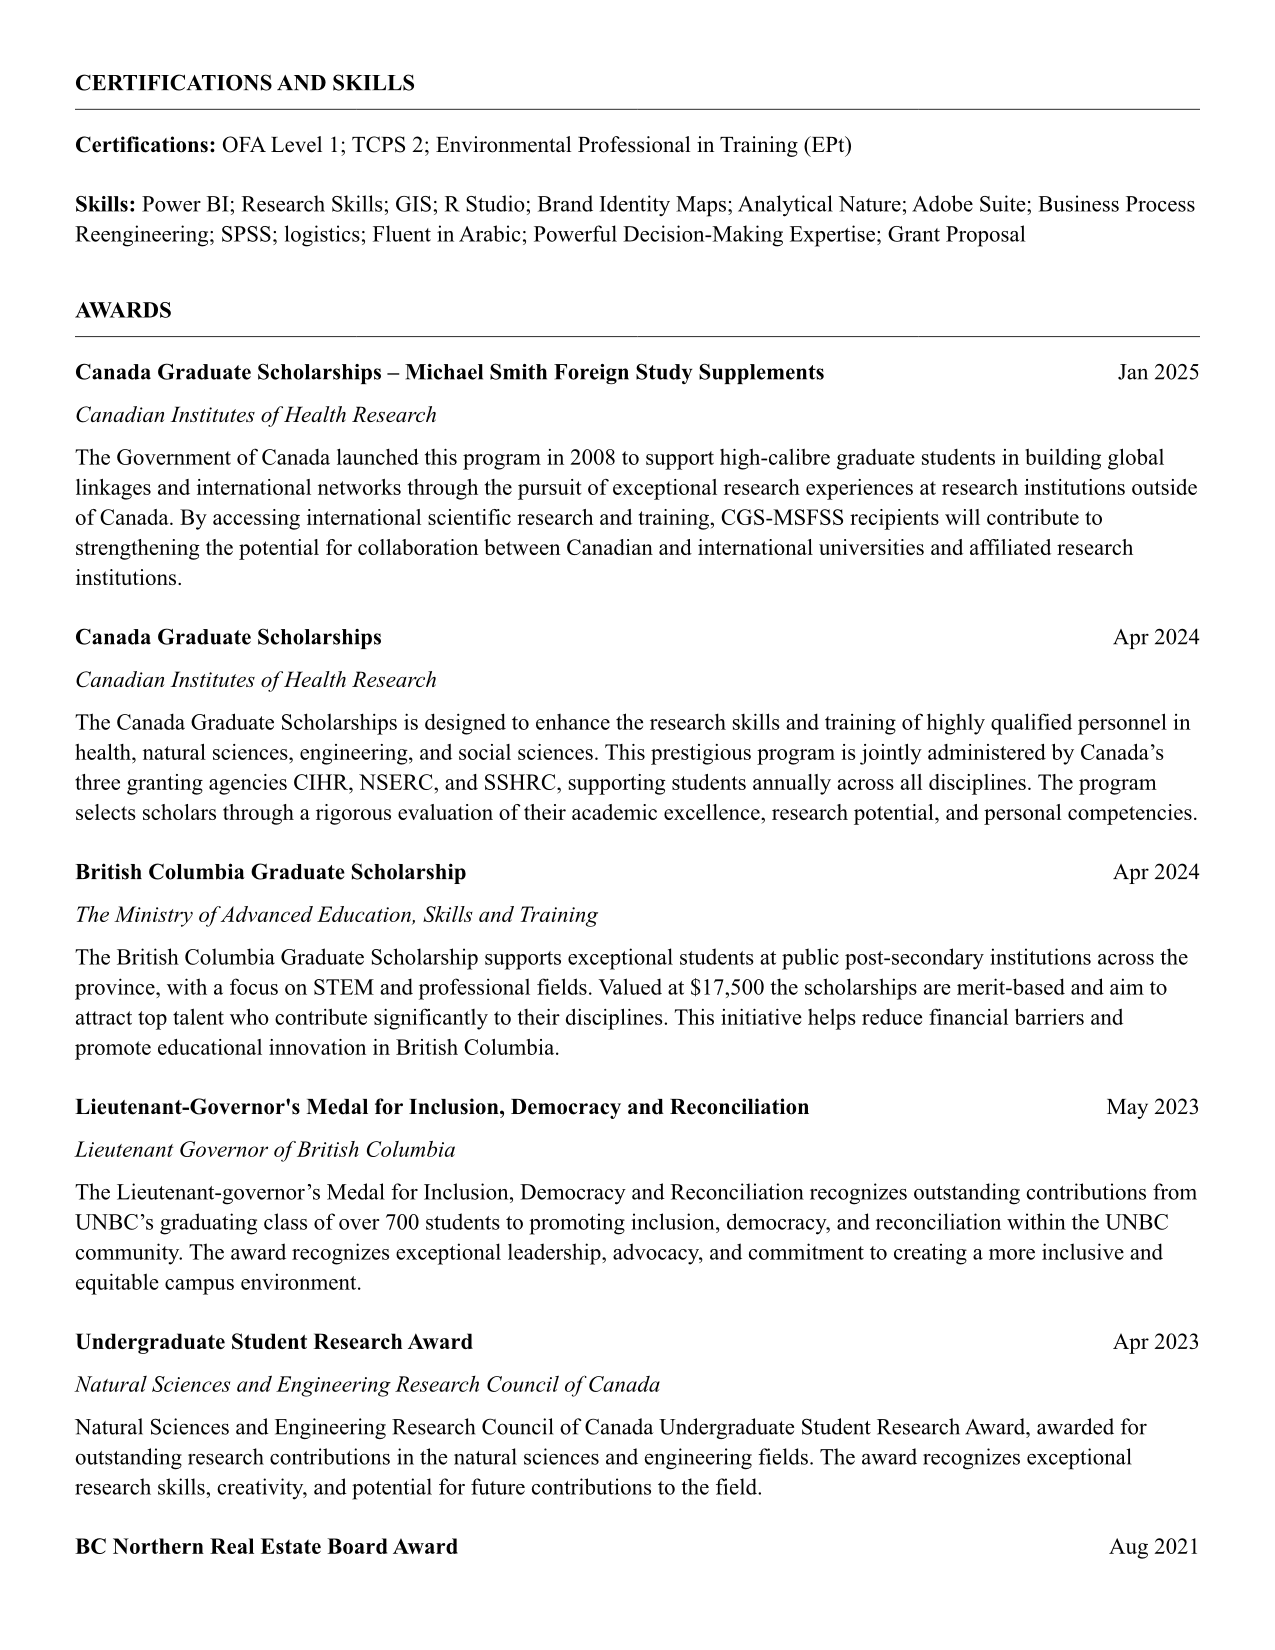 CERTIFICATIONS AND SKILLS
Certifications: OFA Level 1; TCPS 2; Environmental Professional in Training (EPt)
Skills: Power BI; Research Skills; GIS; R Studio; Brand Identity Maps; Analytical Nature; Adobe Suite; Business Process
Reengineering; SPSS; logistics; Fluent in Arabic; Powerful Decision-Making Expertise; Grant Proposal
AWARDS
Canada Graduate Scholarships – Michael Smith Foreign Study Supplements Jan 2025
Canadian Institutes of Health Research
The Government of Canada launched this program in 2008 to support high-calibre graduate students in building global
linkages and international networks through the pursuit of exceptional research experiences at research institutions outside
of Canada. By accessing international scientific research and training, CGS-MSFSS recipients will contribute to
strengthening the potential for collaboration between Canadian and international universities and affiliated research
institutions.
Canada Graduate Scholarships Apr 2024
Canadian Institutes of Health Research
The Canada Graduate Scholarships is designed to enhance the research skills and training of highly qualified personnel in
health, natural sciences, engineering, and social sciences. This prestigious program is jointly administered by Canada’s
three granting agencies CIHR, NSERC, and SSHRC, supporting students annually across all disciplines. The program
selects scholars through a rigorous evaluation of their academic excellence, research potential, and personal competencies.
British Columbia Graduate Scholarship Apr 2024
The Ministry of Advanced Education, Skills and Training
The British Columbia Graduate Scholarship supports exceptional students at public post-secondary institutions across the
province, with a focus on STEM and professional fields. Valued at $17,500 the scholarships are merit-based and aim to
attract top talent who contribute significantly to their disciplines. This initiative helps reduce financial barriers and
promote educational innovation in British Columbia.
Lieutenant-Governor's Medal for Inclusion, Democracy and Reconciliation May 2023
Lieutenant Governor of British Columbia
The Lieutenant-governor’s Medal for Inclusion, Democracy and Reconciliation recognizes outstanding contributions from
UNBC’s graduating class of over 700 students to promoting inclusion, democracy, and reconciliation within the UNBC
community. The award recognizes exceptional leadership, advocacy, and commitment to creating a more inclusive and
equitable campus environment.
Undergraduate Student Research Award Apr 2023
Natural Sciences and Engineering Research Council of Canada
Natural Sciences and Engineering Research Council of Canada Undergraduate Student Research Award, awarded for
outstanding research contributions in the natural sciences and engineering fields. The award recognizes exceptional
research skills, creativity, and potential for future contributions to the field.
BC Northern Real Estate Board Award Aug 2021